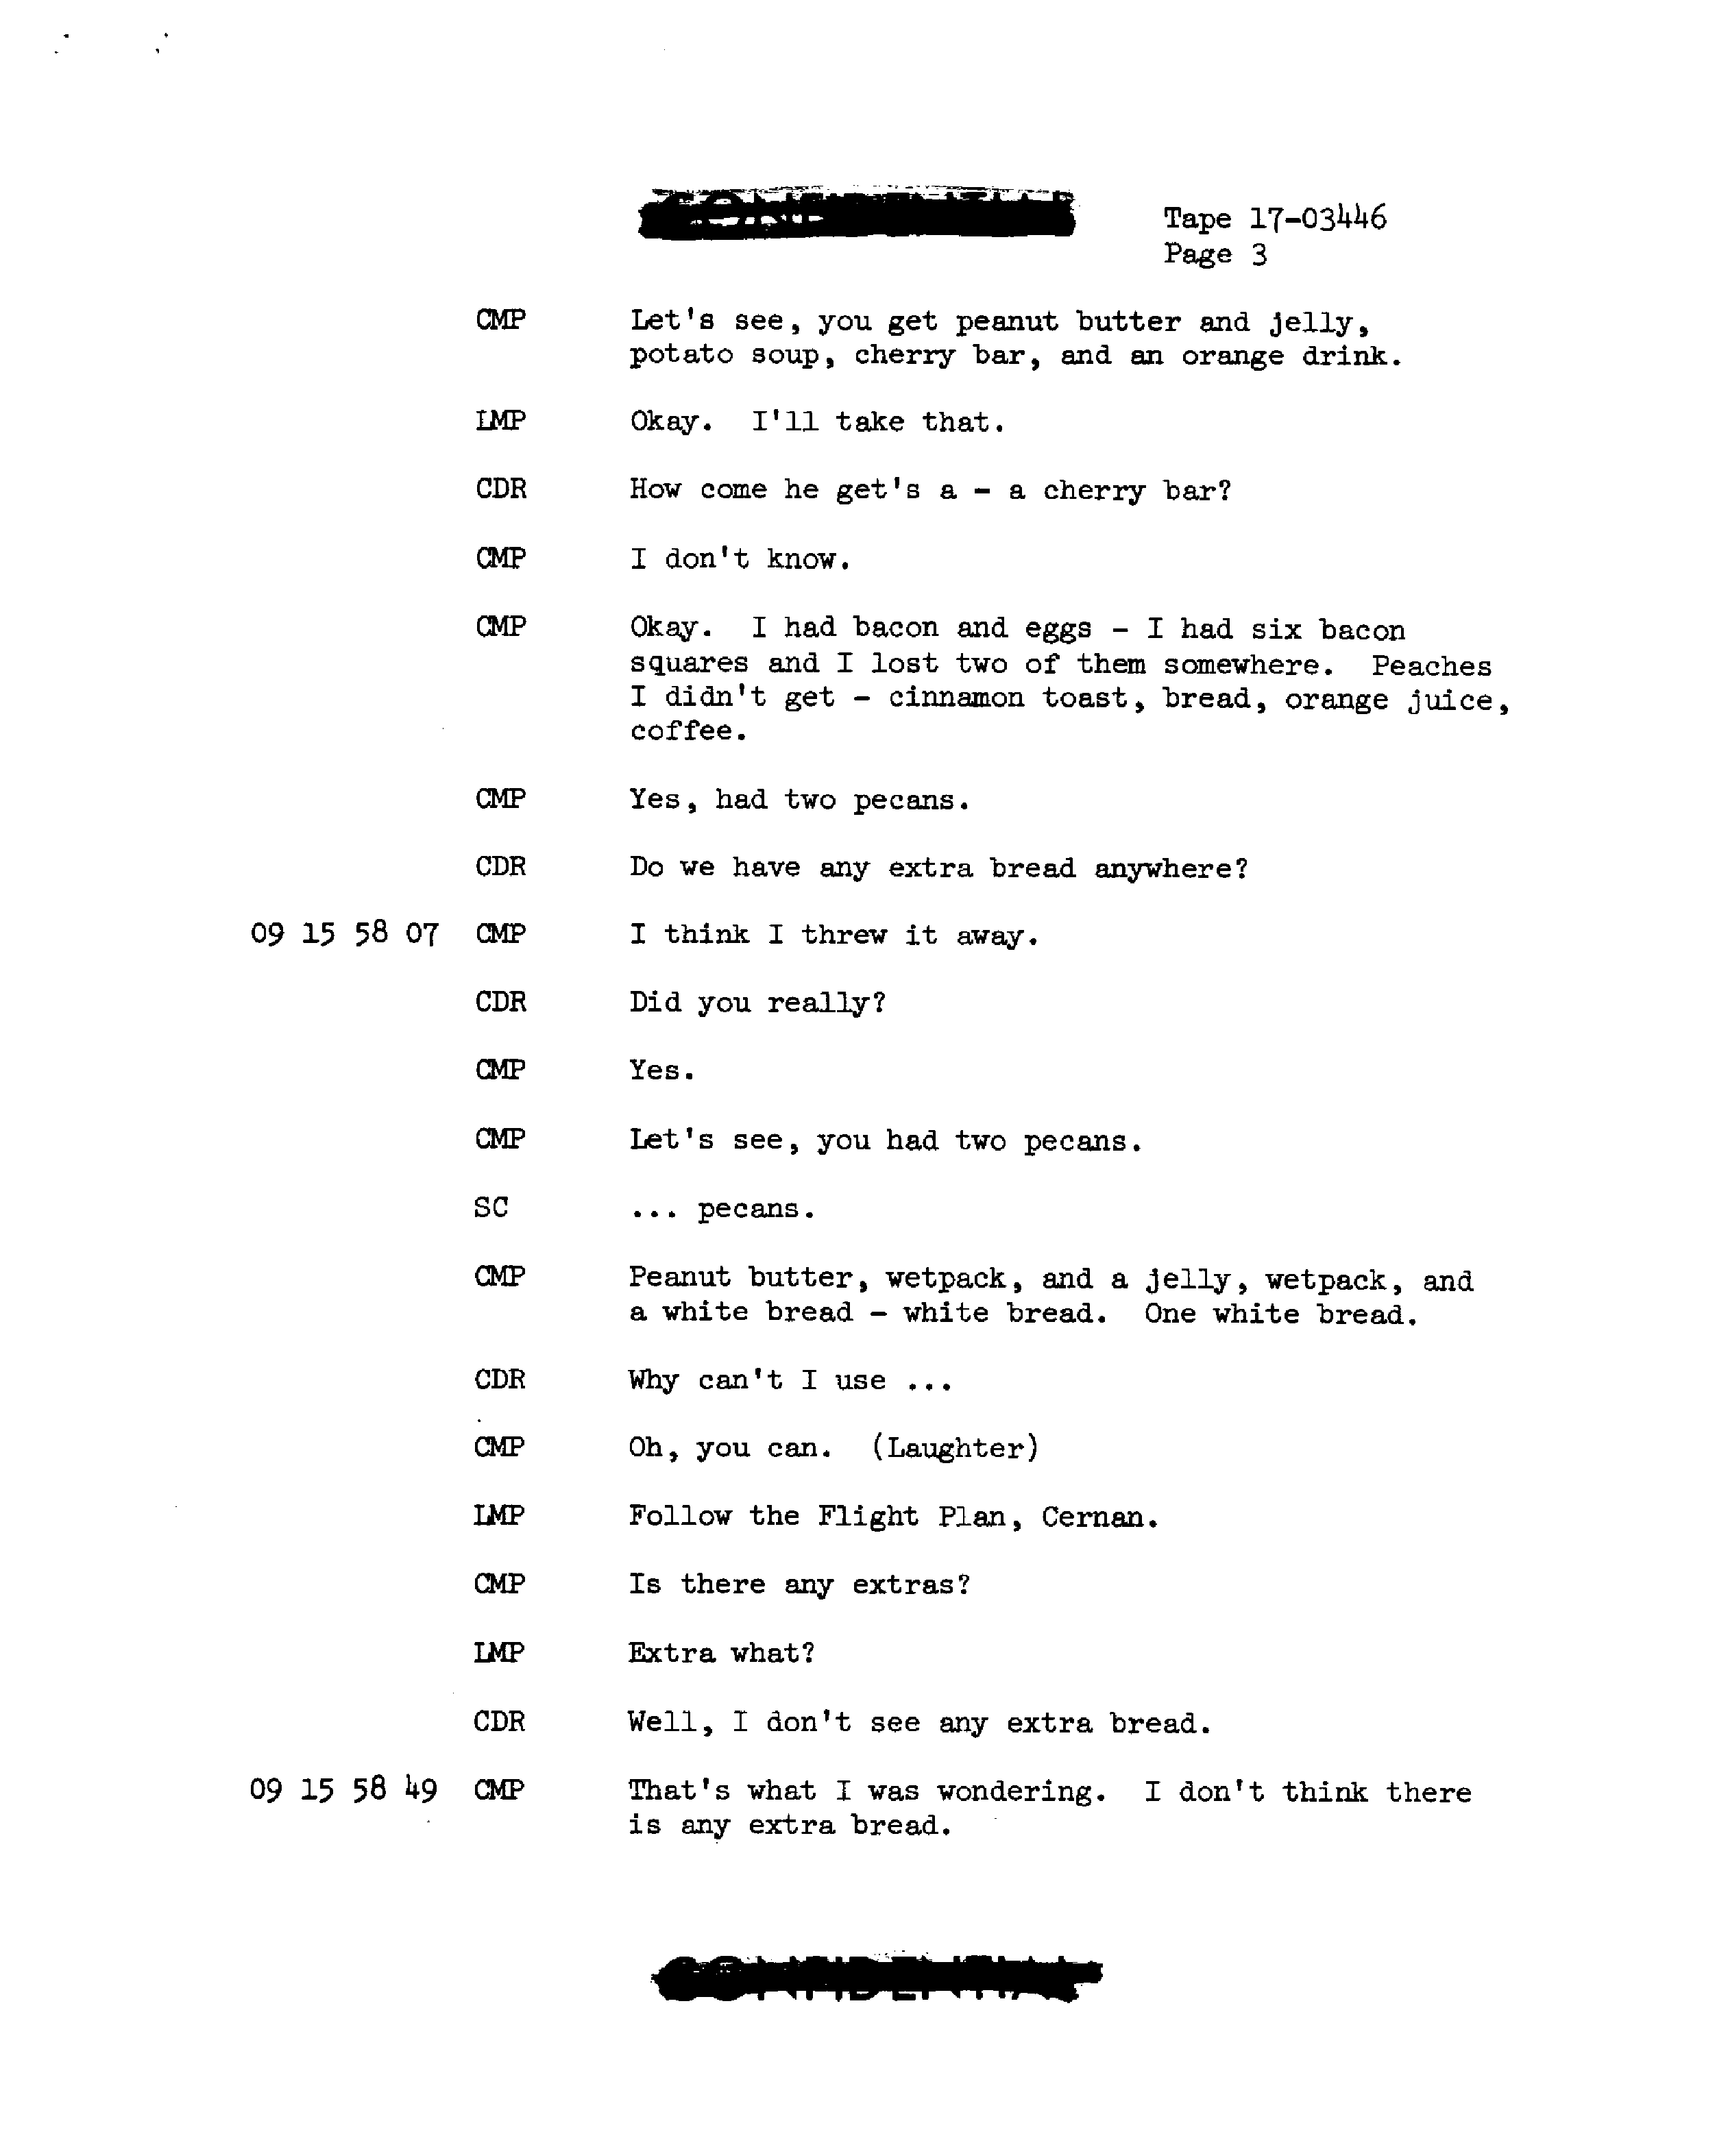 CONFIDENTIAL
Tape 17-03446
Page 3
CMP Let's see, you get peanut butter and jelly,
potato soup, cherry bar, and an orange drink.
LMP Okay. I'll take that.
CDR How come he get's a - a cherry bar?
CMP I don't know.
CMP Okay. I had bacon and eggs - I had six bacon
squares and I lost two of them somewhere. Peaches
I didn't get - cinnamon toast, bread, orange juice,
coffee.
CMP Yes, had two pecans.
CDR Do we have any extra bread anywhere?
09 15 58 07 CMP I think I threw it away.
CDR Did you really?
CMP Yes.
CMP Let's see, you had two pecans.
SC ... pecans.
CMP Peanut butter, wetpack, and a jelly, wetpack, and
a white bread - white bread. One white bread.
CDR Why can't I use ...
CMP Oh, you can. (Laughter)
LMP Follow the Flight Plan, Cernan.
CMP Is there any extras?
LMP Extra what?
CDR Well, I don't see any extra bread.
09 15 58 49 CMP That's what I was wondering. I don't think there
is any extra bread.
CONFIDENTIAL